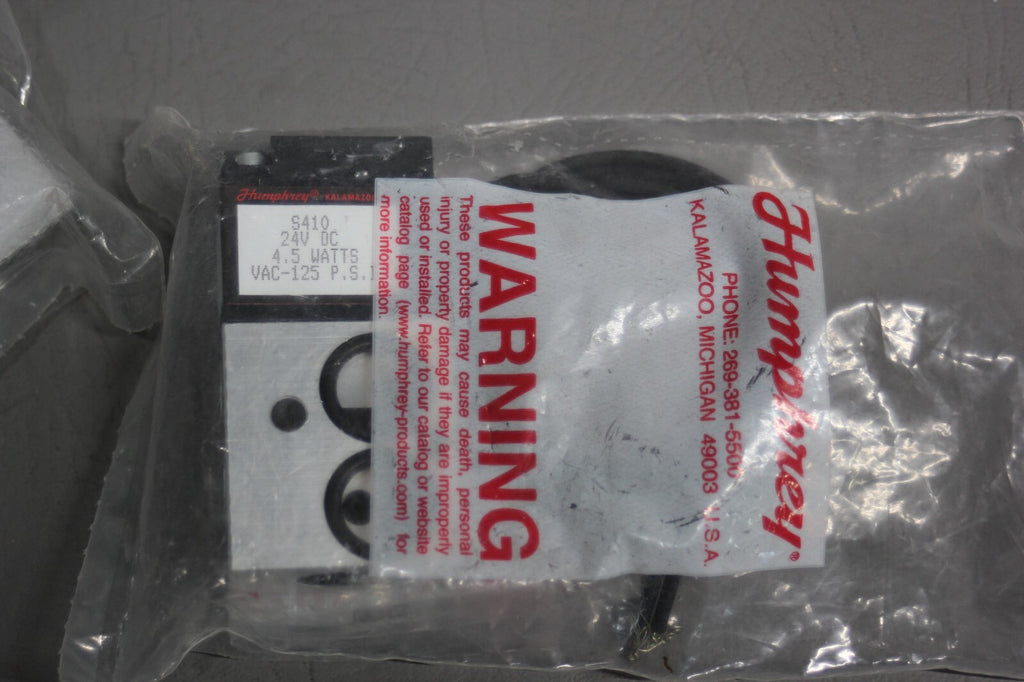 Humphrey® KALAMAZOO
S410
24V DC
4.5 WATTS
VAC-125 P.S.I
Humphrey®
PHONE: 269-381-5500
KALAMAZOO, MICHIGAN 49003 U.S.A.
WARNING
These products may cause death, personal
injury or property damage if they are improperly
used or installed. Refer to our catalog or website
catalog page (www.humphrey-products.com) for
more information.